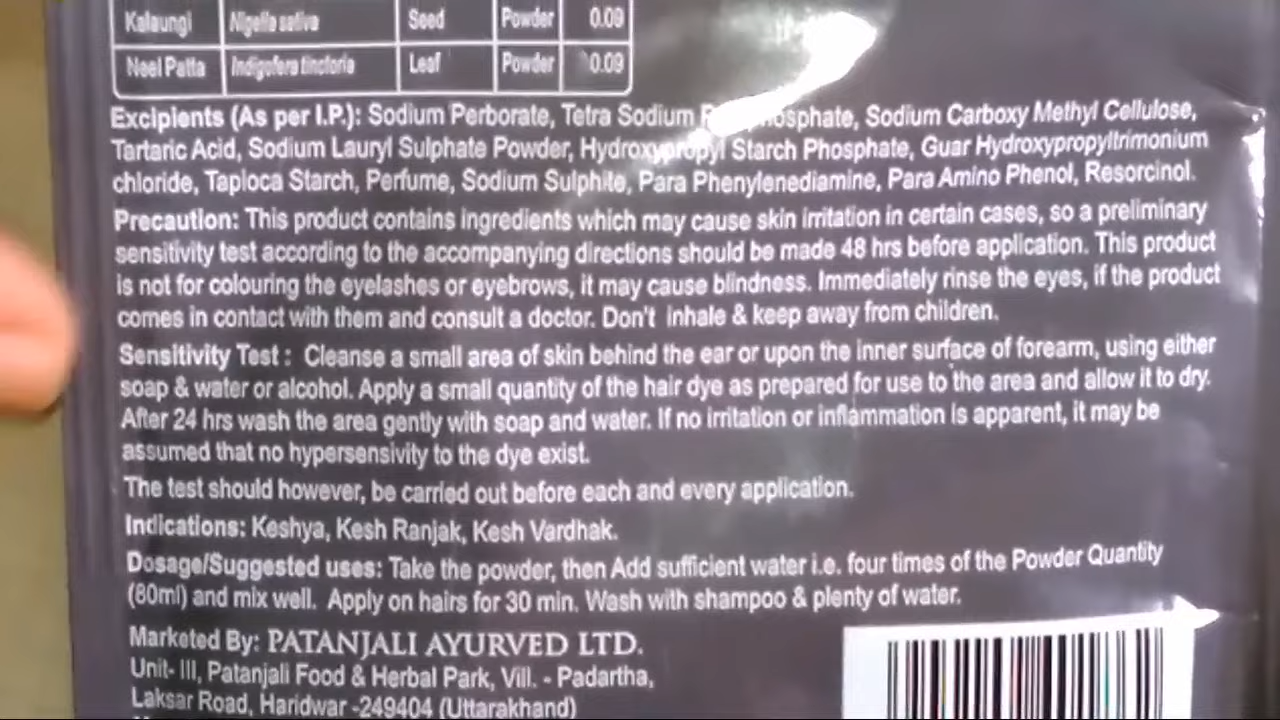 Kalaungi Nigella sativa Seed Powder 0.09
Neel Patta Indigofera tinctoria Leaf Powder 0.09
Excipients (As per I.P.): Sodium Perborate, Tetra Sodium Sodium Carboxy Methyl Cellulose,
Tartaric Acid, Sodium Lauryl Sulphate Powder, Hydroxypropyl Starch Phosphate, Guar Hydroxypropyltrimonium
chloride, Tapioca Starch, Perfume, Sodium Sulphite, Para Phenylenediamine, Para Amino Phenol, Resorcinol.
Precaution: This product contains ingredients which may cause skin irritation in certain cases, so a preliminary
sensitivity test according to the accompanying directions should be made 48 hrs before application. This product
is not for colouring the eyelashes or eyebrows, it may cause blindness. Immediately rinse the eyes, if the product
comes in contact with them and consult a doctor. Don't inhale & keep away from children.
Sensitivity Test : Cleanse a small area of skin behind the ear or upon the inner surface of forearm, using either
soap & water or alcohol. Apply a small quantity of the hair dye as prepared for use to the area and allow it to dry.
After 24 hrs wash the area gently with soap and water. If no irritation or inflammation is apparent, it may be
assumed that no hypersensivity to the dye exist.
The test should however, be carried out before each and every application.
Indications: Keshya, Kesh Ranjak, Kesh Vardhak.
Dosage/Suggested uses: Take the powder, then Add sufficient water i.e. four times of the Powder Quantity
(80ml) and mix well. Apply on hairs for 30 min. Wash with shampoo & plenty of water.
Marketed By: PATANJALI AYURVED LTD.
Unit- III, Patanjali Food & Herbal Park, Vill. - Padartha,
Laksar Road, Haridwar -249404 (Uttarakhand)